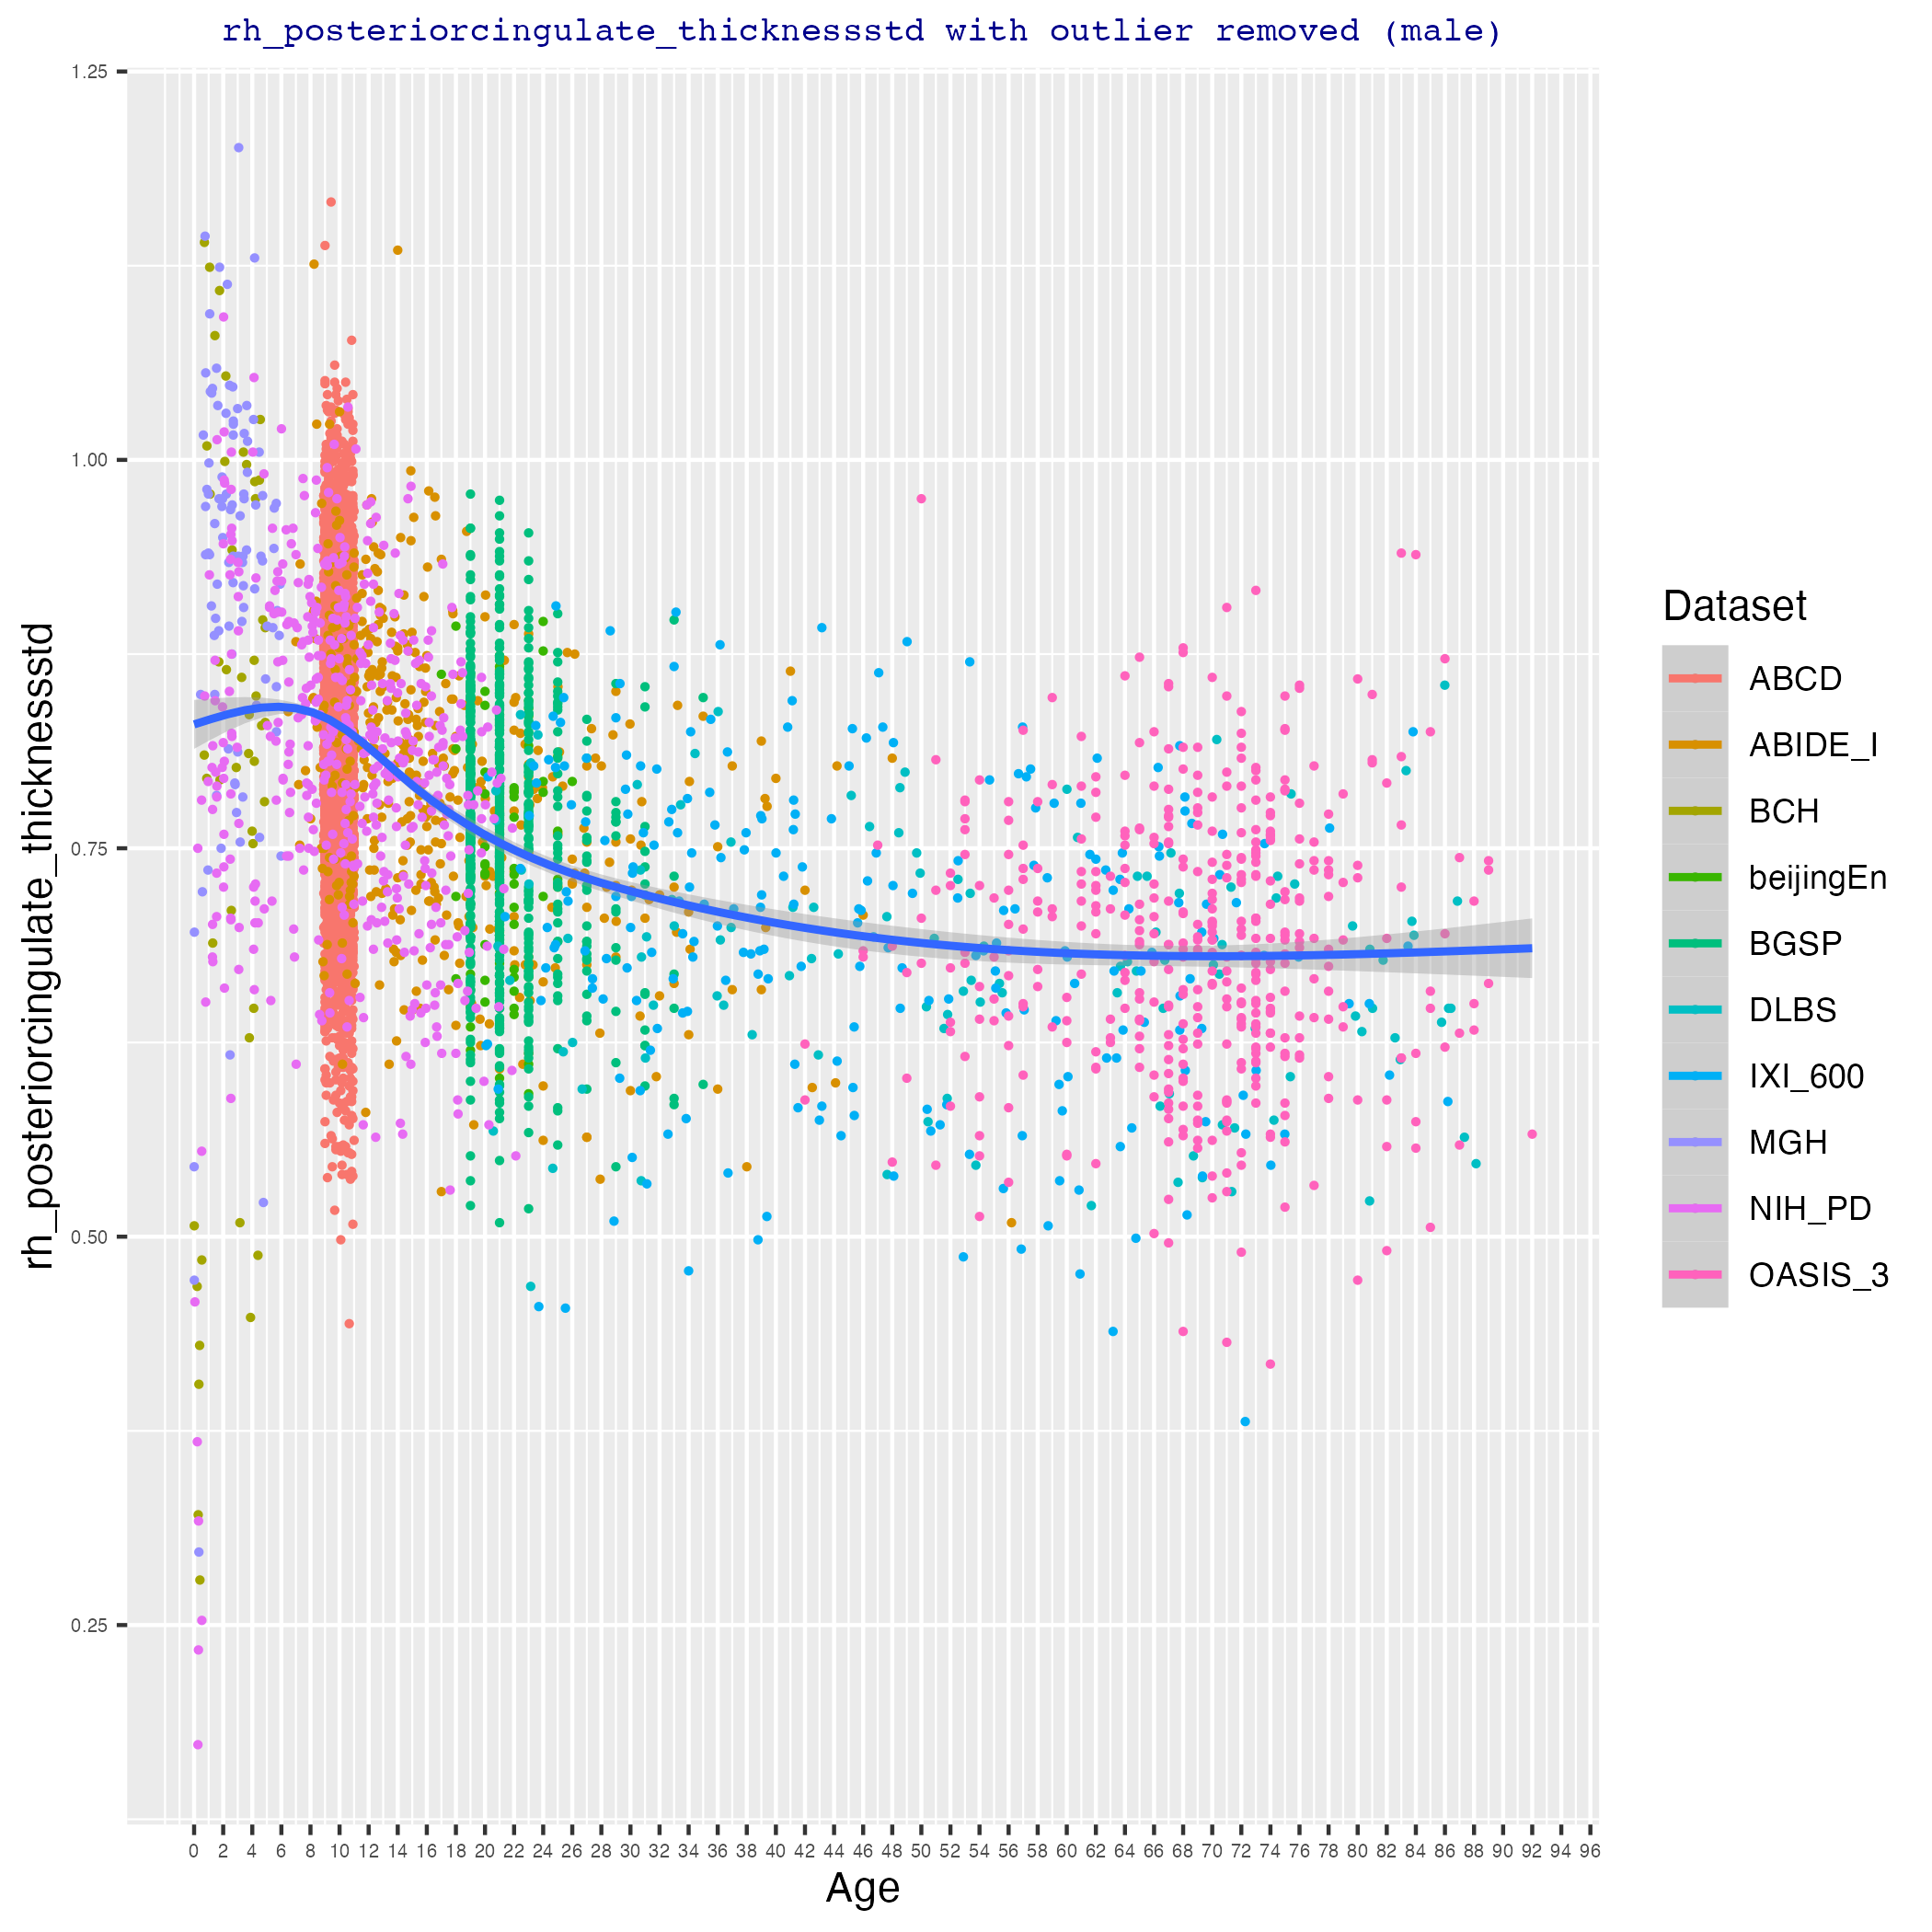 rh_posteriorcingulate_thicknessstd with outlier removed (male)
rh_posteriorcingulate_thicknessstd
1.25
1.00
0.75
0.50
0.25
0 2 4 6 8 10 12 14 16 18 20 22 24 26 28 30 32 34 36 38 40 42 44 46 48 50 52 54 56 58 60 62 64 66 68 70 72 74 76 78 80 82 84 86 88 90 92 94 96
Age
Dataset
ABCD
ABIDE_I
BCH
beijingEn
BGSP
DLBS
IXI_600
MGH
NIH_PD
OASIS_3